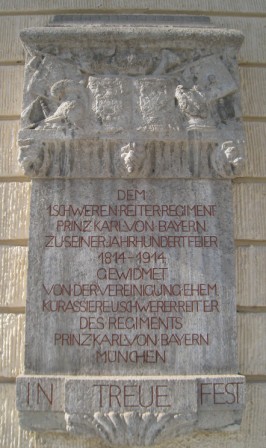 DEM
1.SCHWEREN REITERREGIMENT
PRINZ KARL VON BAYERN
ZU SEINER JAHRHUNDERTFEIER
1814-1914
GEWIDMET
VON DER VEREINIGUNG EHEM
KÜRASSIERE U SCHWERER REITER
DES REGIMENTS
PRINZ KARL VON BAYERN
MÜNCHEN
IN TREUE FEST